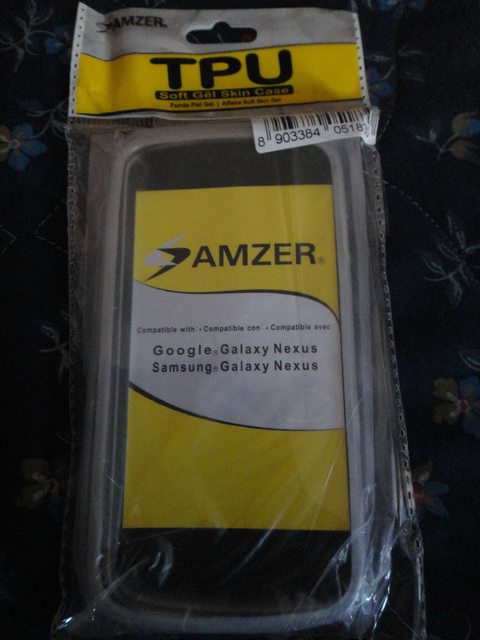 AMZER
TPU
Soft Gel Skin Case
Funda Piel Gel | Affaire Soft Skin Gel
8 903384 0518
AMZER®
Compatible with • Compatible con • Compatible avec
Google® Galaxy Nexus
Samsung® Galaxy Nexus